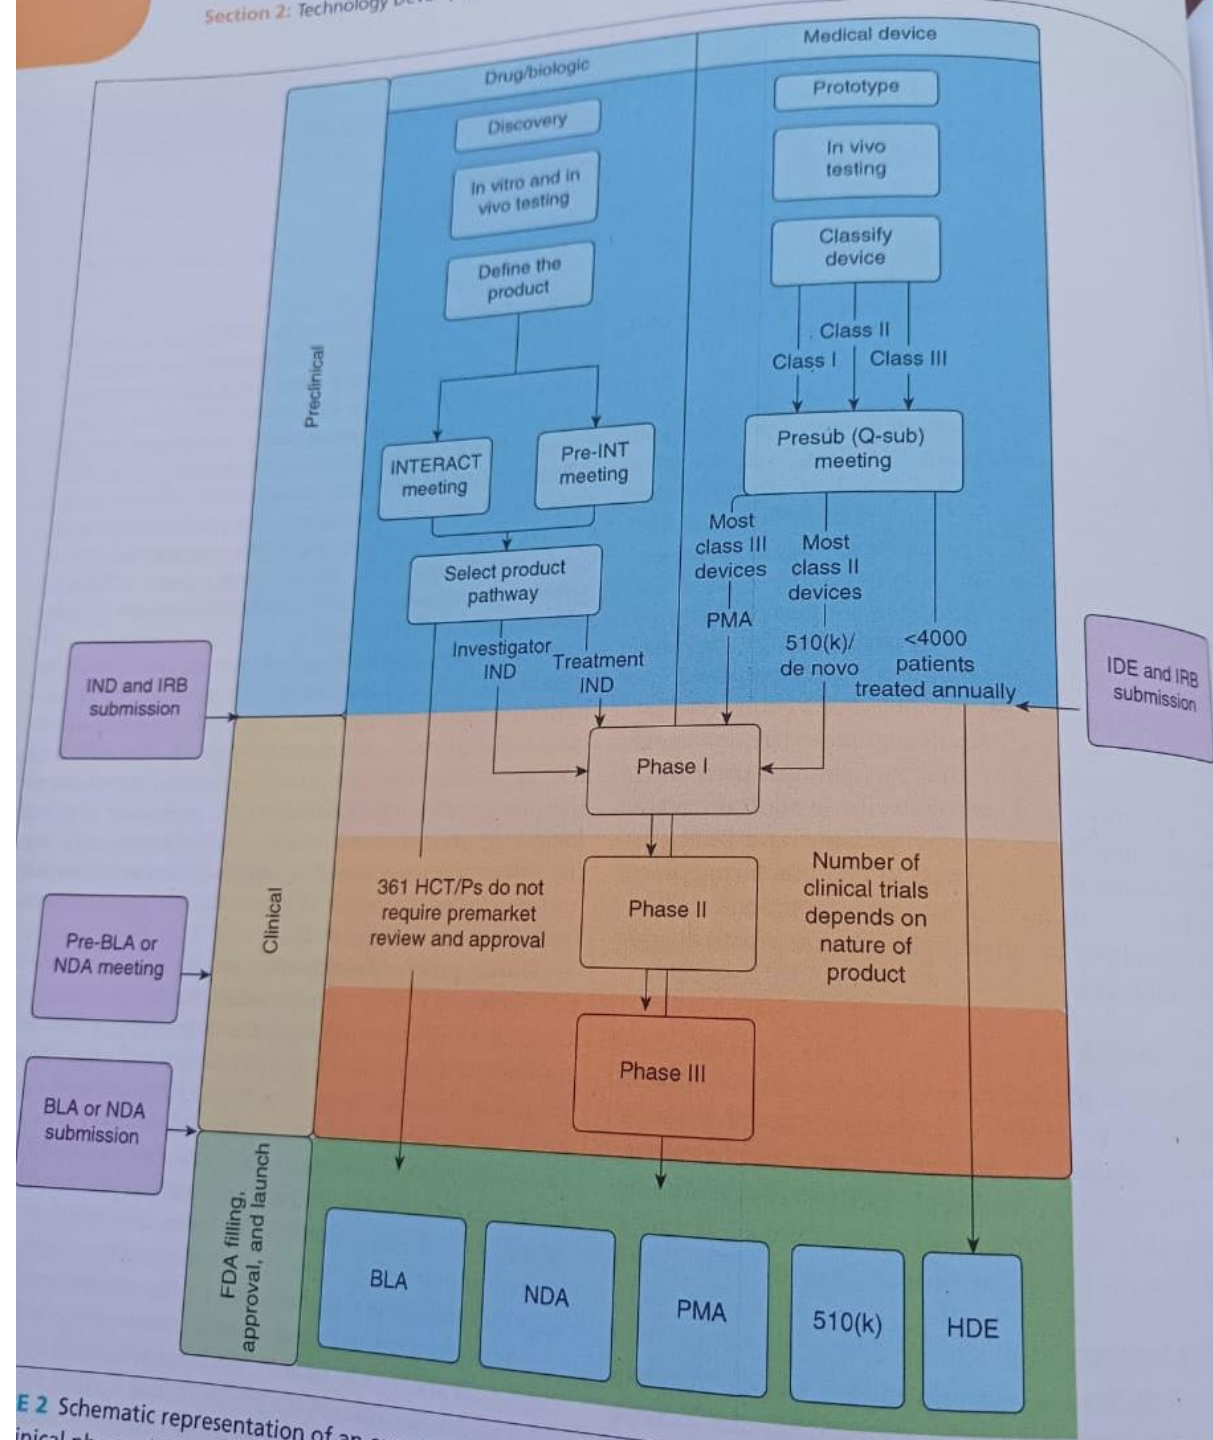 Section 2: Technology
Medical device
Drug/biologic
Prototype
Discovery
In vivo
testing
In vitro and in
vivo testing
Classify
device
Define the
product
Class II
Class I
Class III
Preclinical
INTERACT
meeting
Pre-INT
meeting
Presub (Q-sub)
meeting
Most
class III
devices
Most
class II
devices
Select product
pathway
PMA
510(k)/
de novo
<4000
patients
treated annually
Investigator
IND
Treatment
IND
IND and IRB
submission
IDE and IRB
submission
Phase I
Clinical
361 HCT/Ps do not
require premarket
review and approval
Phase II
Number of
clinical trials
depends on
nature of
product
Pre-BLA or
NDA meeting
Phase III
BLA or NDA
submission
FDA filling,
approval, and launch
BLA
NDA
PMA
510(k)
HDE
E 2 Schematic representation of an